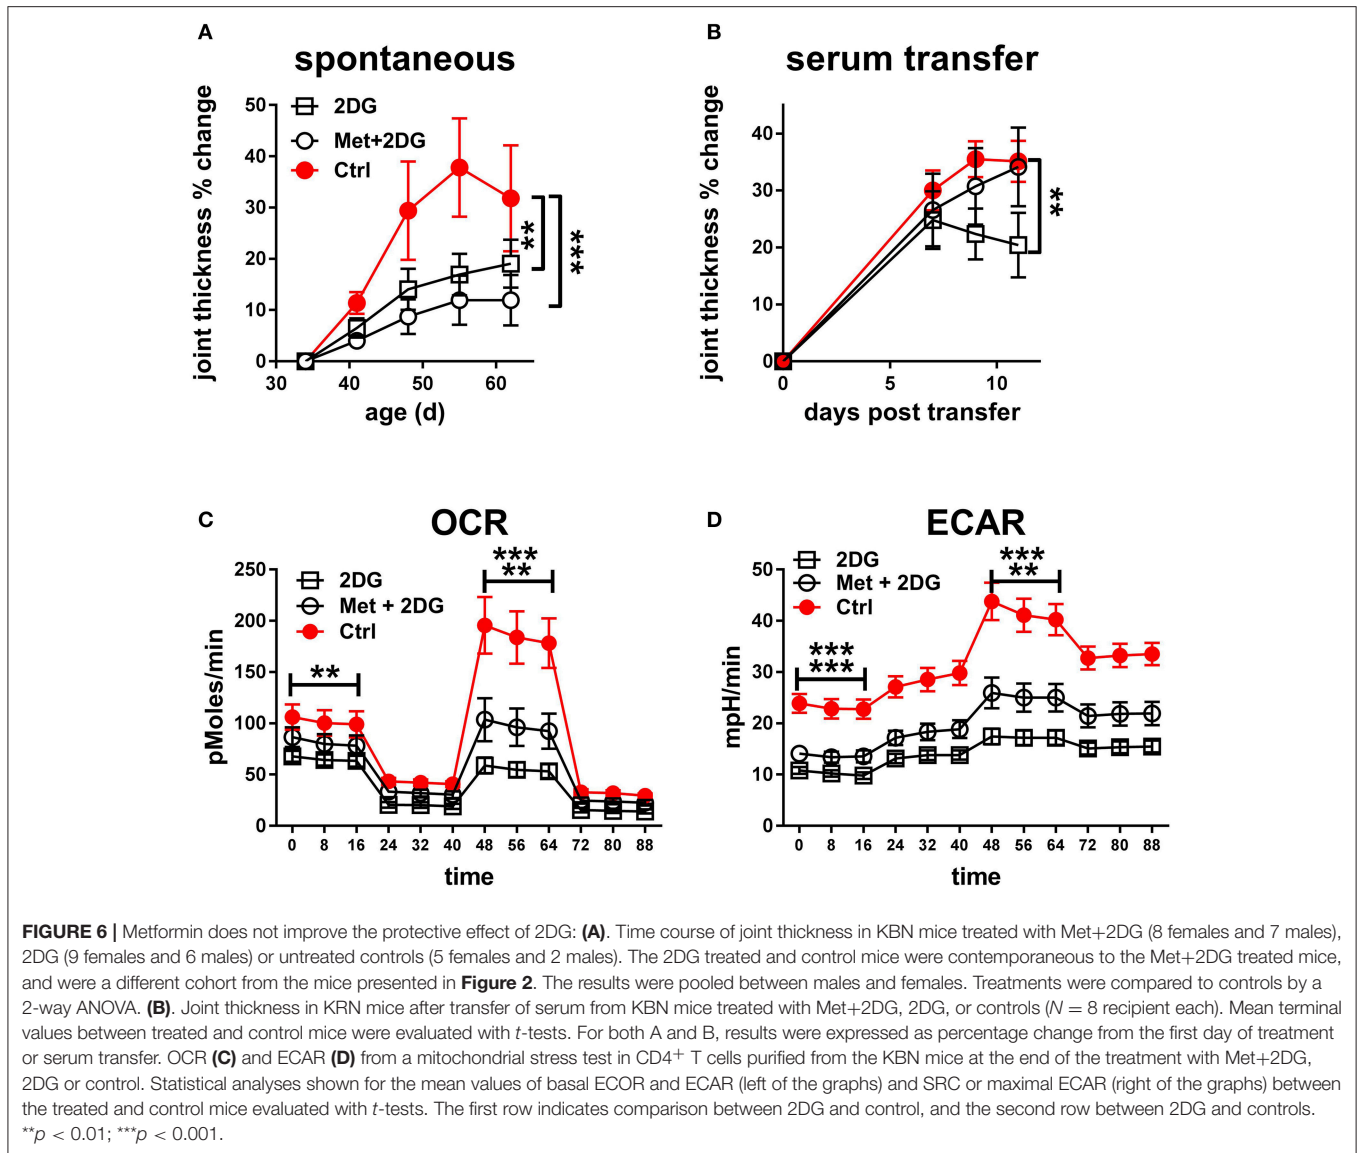 A
spontaneous
joint thickness % change
50
40
30
20
10
0
2DG
Met+2DG
Ctrl
**
***
30 40 50 60
age (d)
B
serum transfer
joint thickness % change
40
30
20
10
0
**
0 5 10
days post transfer
C
OCR
pMoles/min
250
200
150
100
50
0
2DG
Met + 2DG
Ctrl
**
***
**
0 8 16 24 32 40 48 56 64 72 80 88
time
D
ECAR
mpH/min
50
40
30
20
10
0
2DG
Met + 2DG
Ctrl
***
***
***
**
0 8 16 24 32 40 48 56 64 72 80 88
time
FIGURE 6 | Metformin does not improve the protective effect of 2DG: (A). Time course of joint thickness in KBN mice treated with Met+2DG (8 females and 7 males),
2DG (9 females and 6 males) or untreated controls (5 females and 2 males). The 2DG treated and control mice were contemporaneous to the Met+2DG treated mice,
and were a different cohort from the mice presented in Figure 2. The results were pooled between males and females. Treatments were compared to controls by a
2-way ANOVA. (B). Joint thickness in KRN mice after transfer of serum from KBN mice treated with Met+2DG, 2DG, or controls (N = 8 recipient each). Mean terminal
values between treated and control mice were evaluated with t-tests. For both A and B, results were expressed as percentage change from the first day of treatment
or serum transfer. OCR (C) and ECAR (D) from a mitochondrial stress test in CD4+ T cells purified from the KBN mice at the end of the treatment with Met+2DG,
2DG or control. Statistical analyses shown for the mean values of basal ECOR and ECAR (left of the graphs) and SRC or maximal ECAR (right of the graphs) between
the treated and control mice evaluated with t-tests. The first row indicates comparison between 2DG and control, and the second row between 2DG and controls.
**p < 0.01; ***p < 0.001.